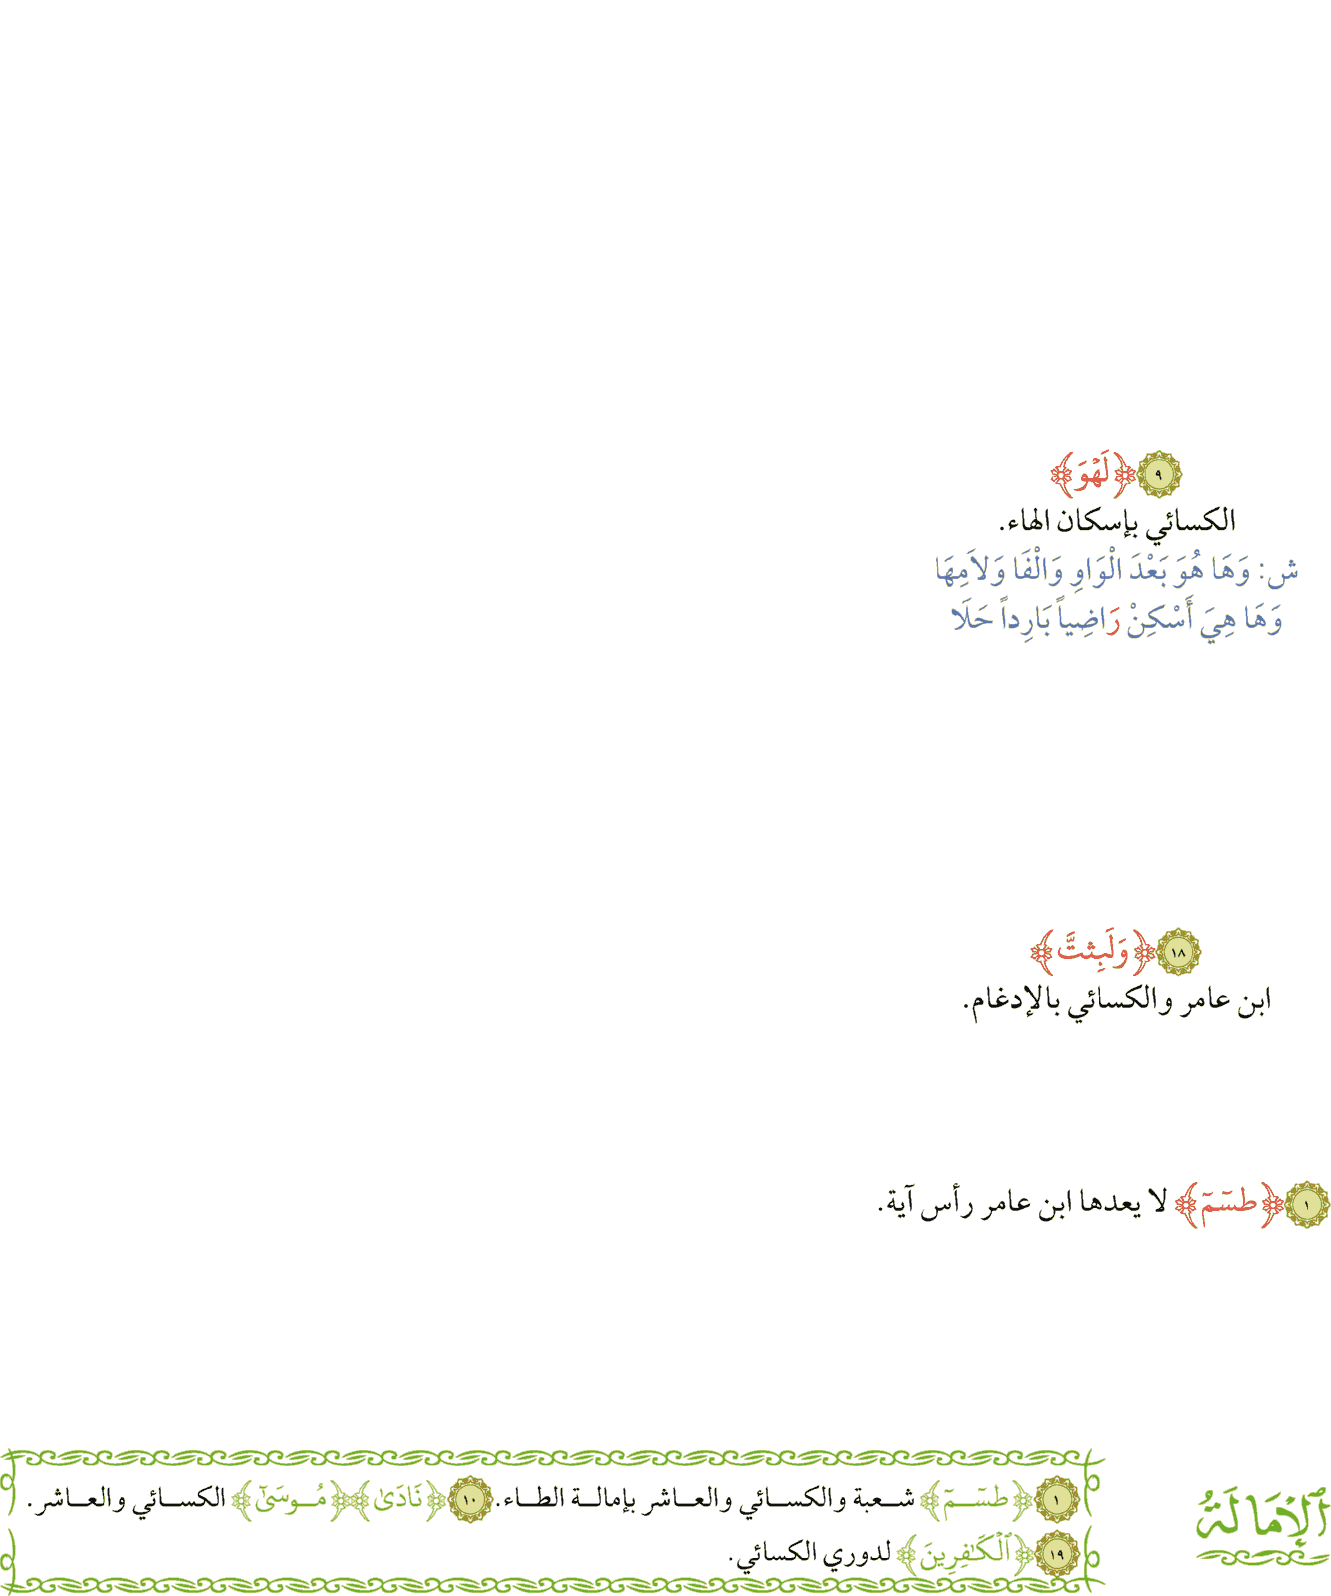 ٩ ﴿لَهْوَ﴾
الكسائي بإسكان الهاء.
ش: وَهَا هُوَ بَعْدَ الْوَاوِ وَالْفَا وَلاَمِهَا
وَهَا هِيَ أَسْكِنْ رَاضِياً بَارِداً حَلَا
١٨ ﴿وَلَبِثتَّ﴾
ابن عامر والكسائي بالإدغام.
١ ﴿طسٓمٓ﴾ لا يعدها ابن عامر رأس آية.
ٱلْإِمَالَةُ
١ ﴿طسٓمٓ﴾ شعبة والكسائي والعاشر بإمالة الطاء. ١٠ ﴿نَادَىٰ﴾ ﴿مُوسَىٰٓ﴾ الكسائي والعاشر.
١٩ ﴿ٱلْكَٰفِرِينَ﴾ لدوري الكسائي.